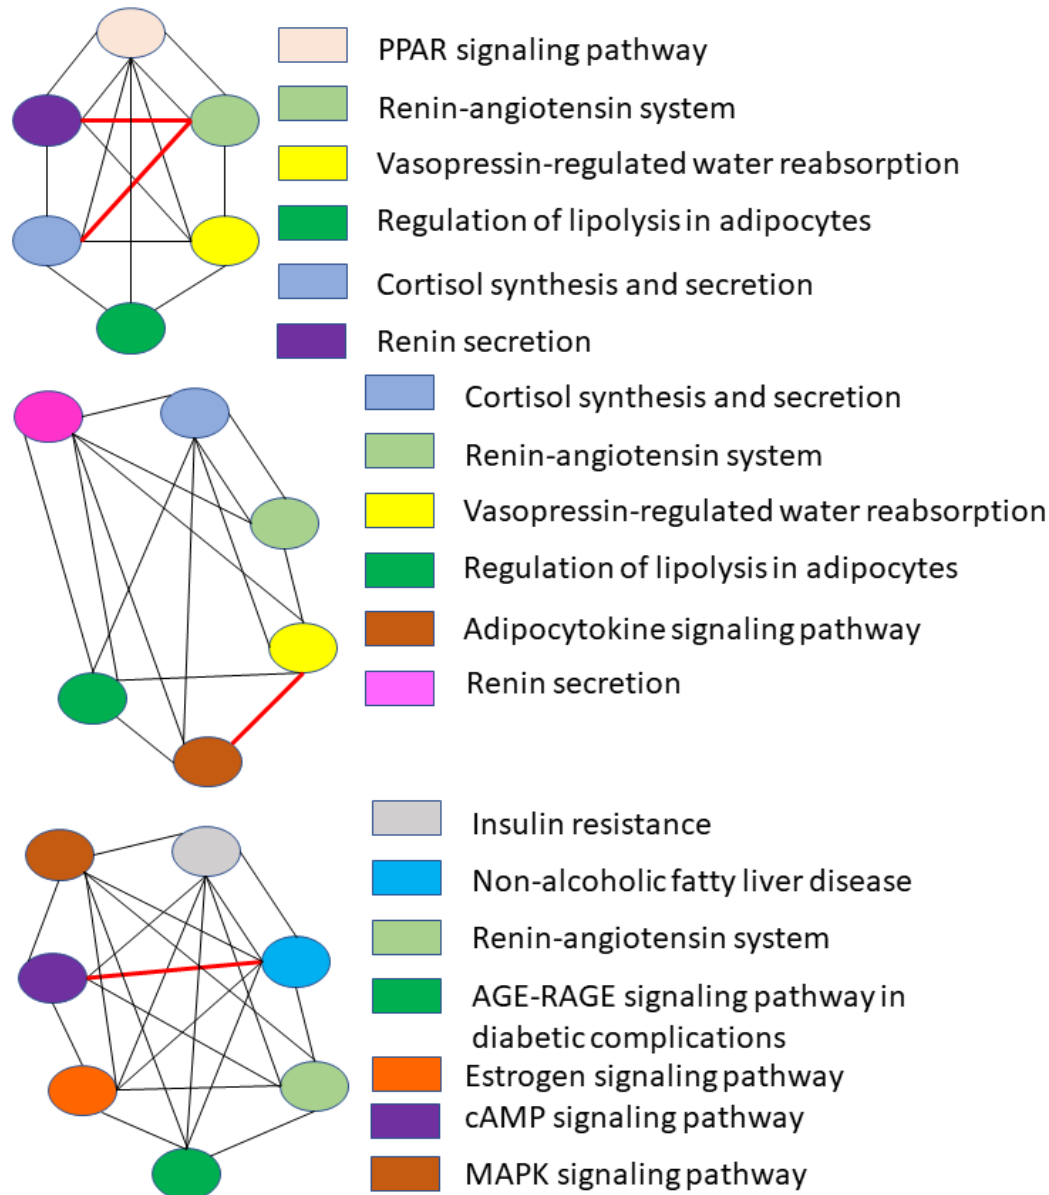 PPAR signaling pathway
Renin-angiotensin system
Vasopressin-regulated water reabsorption
Regulation of lipolysis in adipocytes
Cortisol synthesis and secretion
Renin secretion
Cortisol synthesis and secretion
Renin-angiotensin system
Vasopressin-regulated water reabsorption
Regulation of lipolysis in adipocytes
Adipocytokine signaling pathway
Renin secretion
Insulin resistance
Non-alcoholic fatty liver disease
Renin-angiotensin system
AGE-RAGE signaling pathway in
diabetic complications
Estrogen signaling pathway
cAMP signaling pathway
MAPK signaling pathway